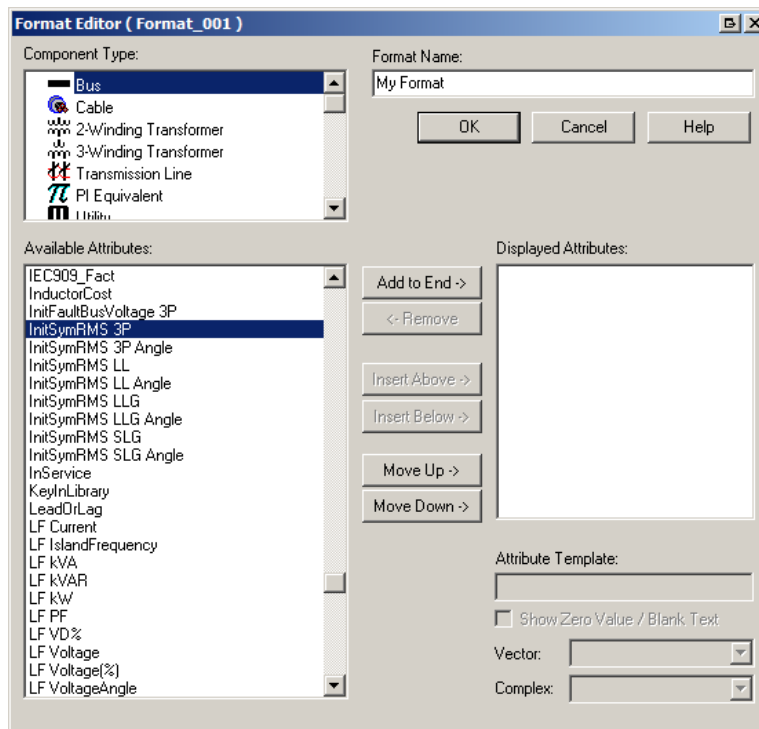 Format Editor ( Format_001 )
Component Type:
Bus
Cable
2-Winding Transformer
3-Winding Transformer
Transmission Line
PI Equivalent
Utility
Format Name:
My Format
OK
Cancel
Help
Available Attributes:
IEC909_Fact
InductorCost
InitFaultBusVoltage 3P
InitSymRMS 3P
InitSymRMS 3P Angle
InitSymRMS LL
InitSymRMS LL Angle
InitSymRMS LLG
InitSymRMS LLG Angle
InitSymRMS SLG
InitSymRMS SLG Angle
InService
KeyInLibrary
LeadOrLag
LF Current
LF IslandFrequency
LF kVA
LF kVAR
LF kW
LF PF
LF VD%
LF Voltage
LF Voltage(%)
LF VoltageAngle
Add to End ->
<- Remove
Insert Above ->
Insert Below ->
Move Up ->
Move Down ->
Displayed Attributes:
Attribute Template:
Show Zero Value / Blank Text
Vector:
Complex: